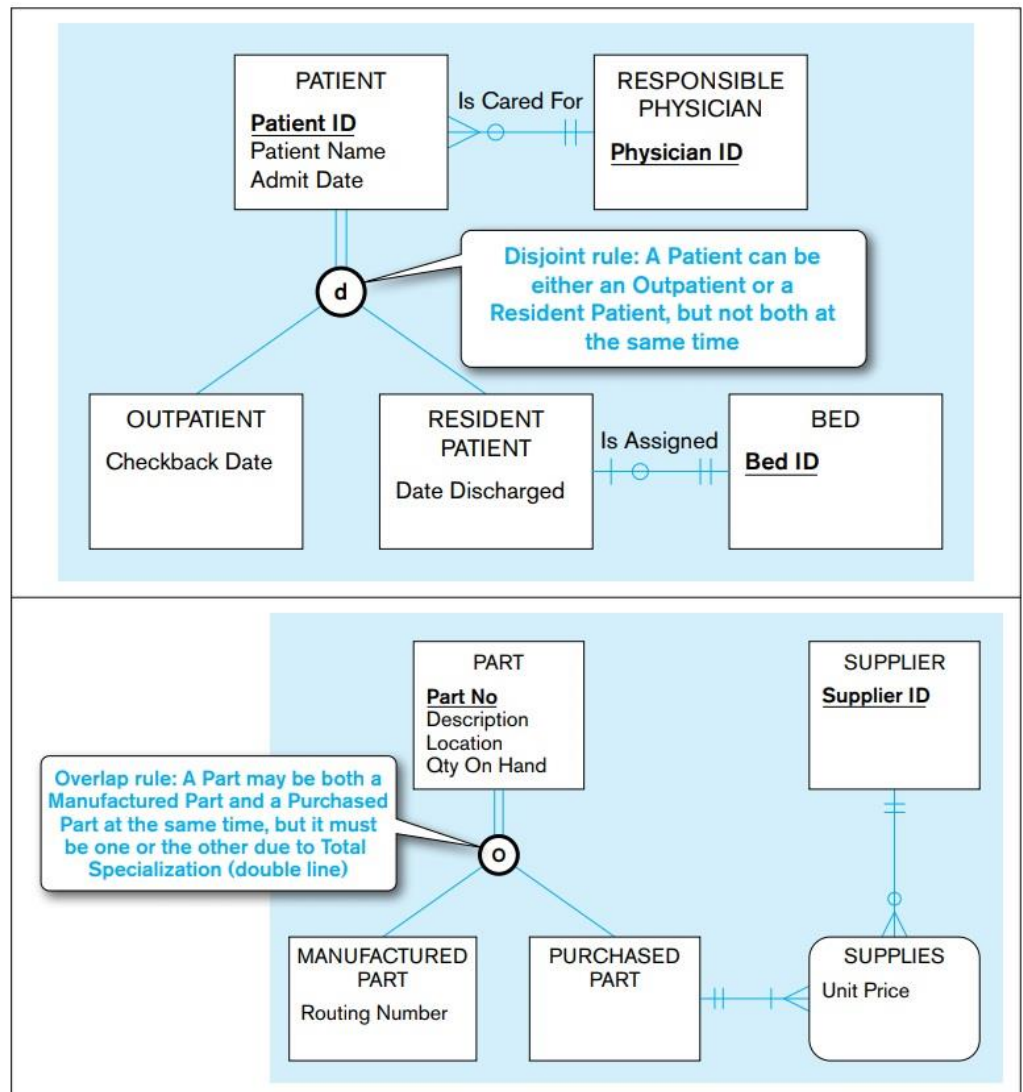 PATIENT
Patient ID
Patient Name
Admit Date
Is Cared For
RESPONSIBLE
PHYSICIAN
Physician ID
d
Disjoint rule: A Patient can be
either an Outpatient or a
Resident Patient, but not both at
the same time
OUTPATIENT
Checkback Date
RESIDENT
PATIENT
Date Discharged
Is Assigned
BED
Bed ID
PART
Part No
Description
Location
Qty On Hand
SUPPLIER
Supplier ID
Overlap rule: A Part may be both a
Manufactured Part and a Purchased
Part at the same time, but it must
be one or the other due to Total
Specialization (double line)
O
MANUFACTURED
PART
Routing Number
PURCHASED
PART
SUPPLIES
Unit Price